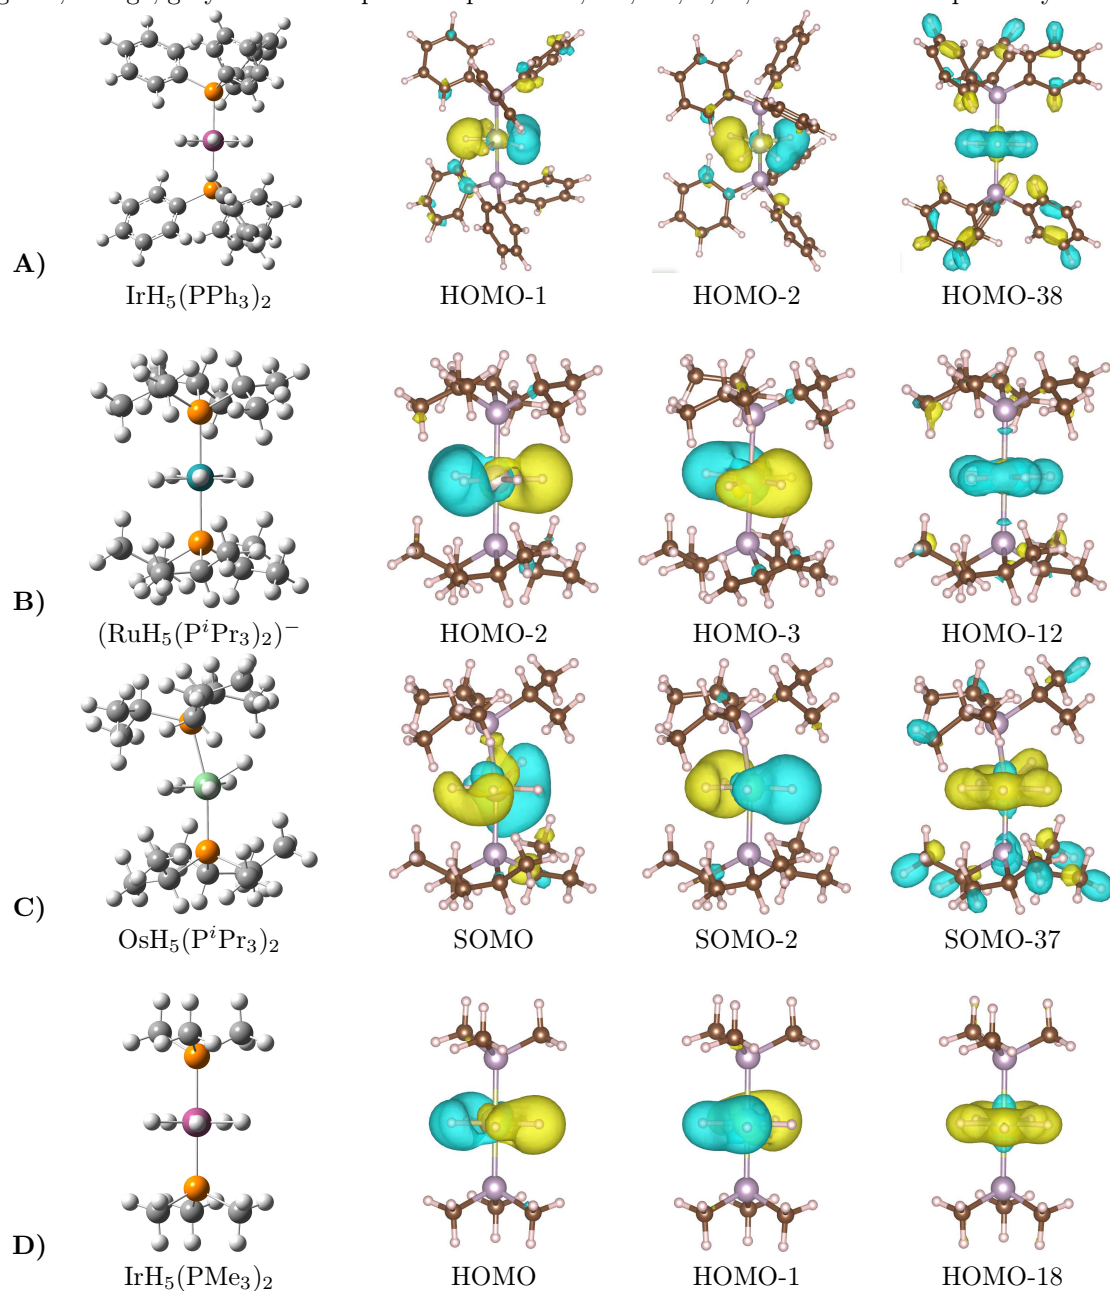 A)
IrH₅(PPh₃)₂ HOMO-1 HOMO-2 HOMO-38
B)
(RuH₅(PⁱPr₃)₂)⁻ HOMO-2 HOMO-3 HOMO-12
C)
OsH₅(PⁱPr₃)₂ SOMO SOMO-2 SOMO-37
D)
IrH₅(PMe₃)₂ HOMO HOMO-1 HOMO-18